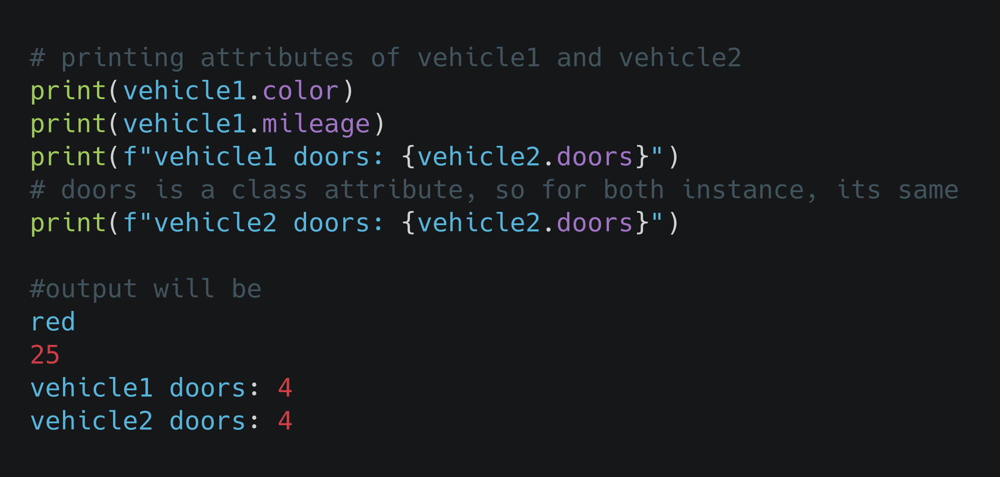 # printing attributes of vehicle1 and vehicle2
print(vehicle1.color)
print(vehicle1.mileage)
print(f"vehicle1 doors: {vehicle2.doors}")
# doors is a class attribute, so for both instance, its same
print(f"vehicle2 doors: {vehicle2.doors}")
#output will be
red
25
vehicle1 doors: 4
vehicle2 doors: 4